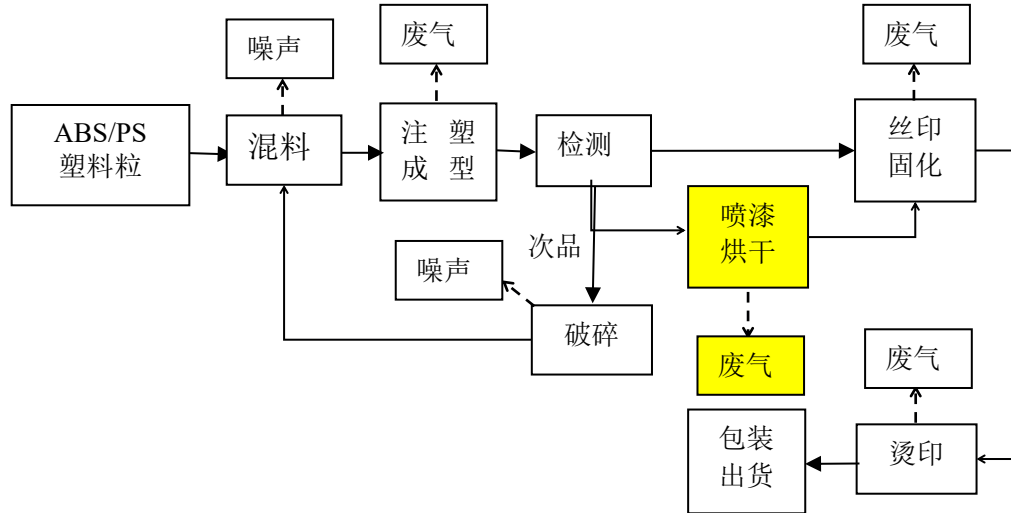 噪声
废气
废气
ABS/PS
塑料粒
混料
注 塑
成 型
检测
丝印
固化
喷漆
烘干
次品
噪声
破碎
废气
废气
包装
出货
烫印